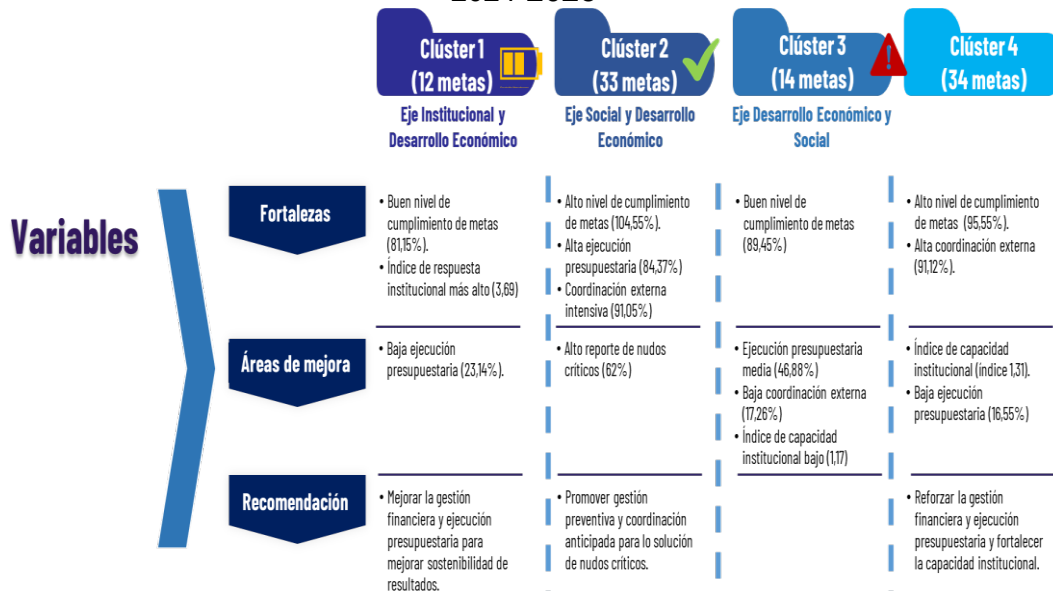 Clúster 1
(12 metas)
Clúster 2
(33 metas)
Clúster 3
(14 metas)
Clúster 4
(34 metas)
Eje Institucional y
Desarrollo Económico
Eje Social y Desarrollo
Económico
Eje Desarrollo Económico y
Social
Variables
Fortalezas
• Buen nivel de
cumplimiento de metas
(81,15%).
• Índice de respuesta
institucional más alto (3,69)
• Alto nivel de cumplimiento
de metas (104,55%).
• Alta ejecución
presupuestaria (84,37%)
• Coordinación externa
intensiva (91,05%)
• Buen nivel de
cumplimiento de metas
(89,45%)
• Alto nivel de cumplimiento
de metas (95,55%).
• Alta coordinación externa
(91,12%).
Áreas de mejora
• Baja ejecución
presupuestaria (23,14%).
• Alto reporte de nudos
críticos (62%)
• Ejecución presupuestaria
media (46,88%)
• Baja coordinación externa
(17,26%)
• Índice de capacidad
institucional bajo (1,17)
• Índice de capacidad
institucional (índice 1,31).
• Baja ejecución
presupuestaria (16,55%)
Recomendación
• Mejorar la gestión
financiera y ejecución
presupuestaria para
mejorar sostenibilidad de
resultados.
• Promover gestión
preventiva y coordinación
anticipada para lo solución
de nudos críticos.
• Reforzar la gestión
financiera y ejecución
presupuestaria y fortalecer
la capacidad institucional.